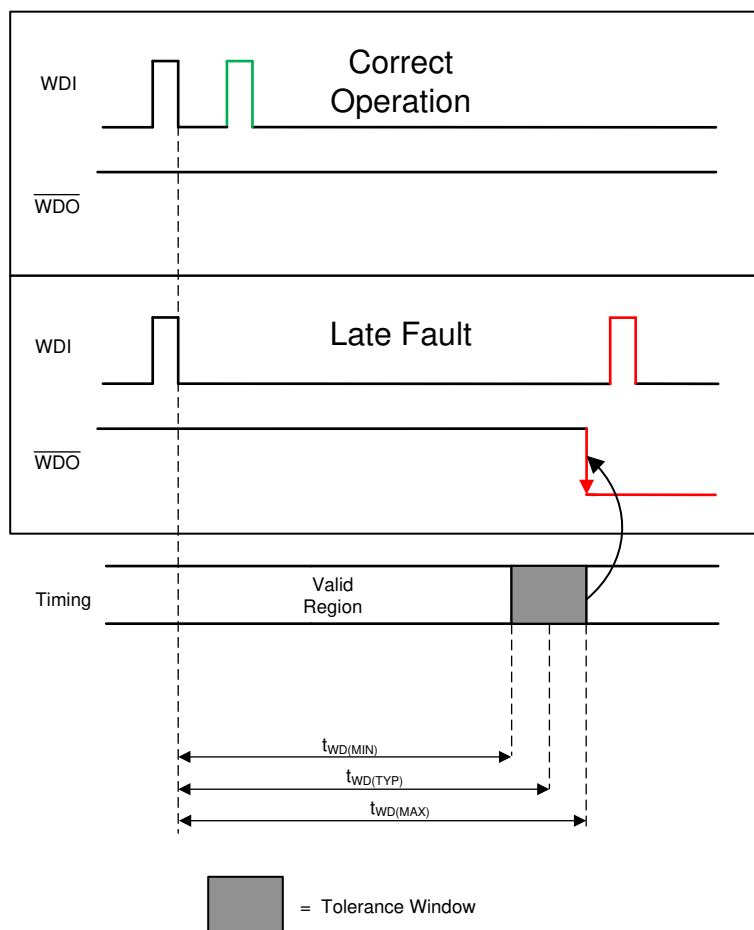 WDI
Correct
Operation
WDO
WDI
Late Fault
WDO
Timing
Valid
Region
tWD(MIN)
tWD(TYP)
tWD(MAX)
= Tolerance Window